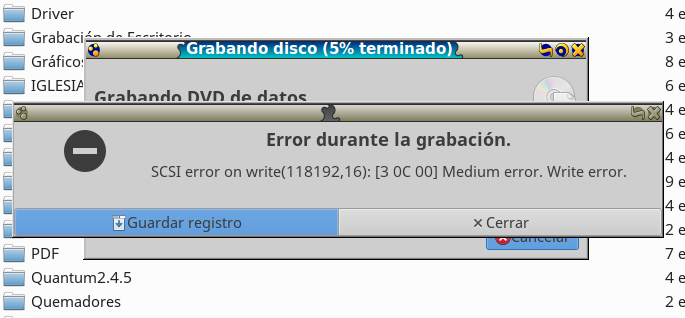 Driver
4 e
Grabación de Escritorio
3 e
Grabando disco (5% terminado)
Gráficos
8 e
IGLESIA
6 e
Grabando DVD de datos
4 e
Error durante la grabación.
6 e
4 e
SCSI error on write(118192,16): [3 0C 00] Medium error. Write error.
9 e
4 e
Guardar registro
Cerrar
2 e
Cancelar
PDF
7 e
Quantum2.4.5
4 e
Quemadores
2 e